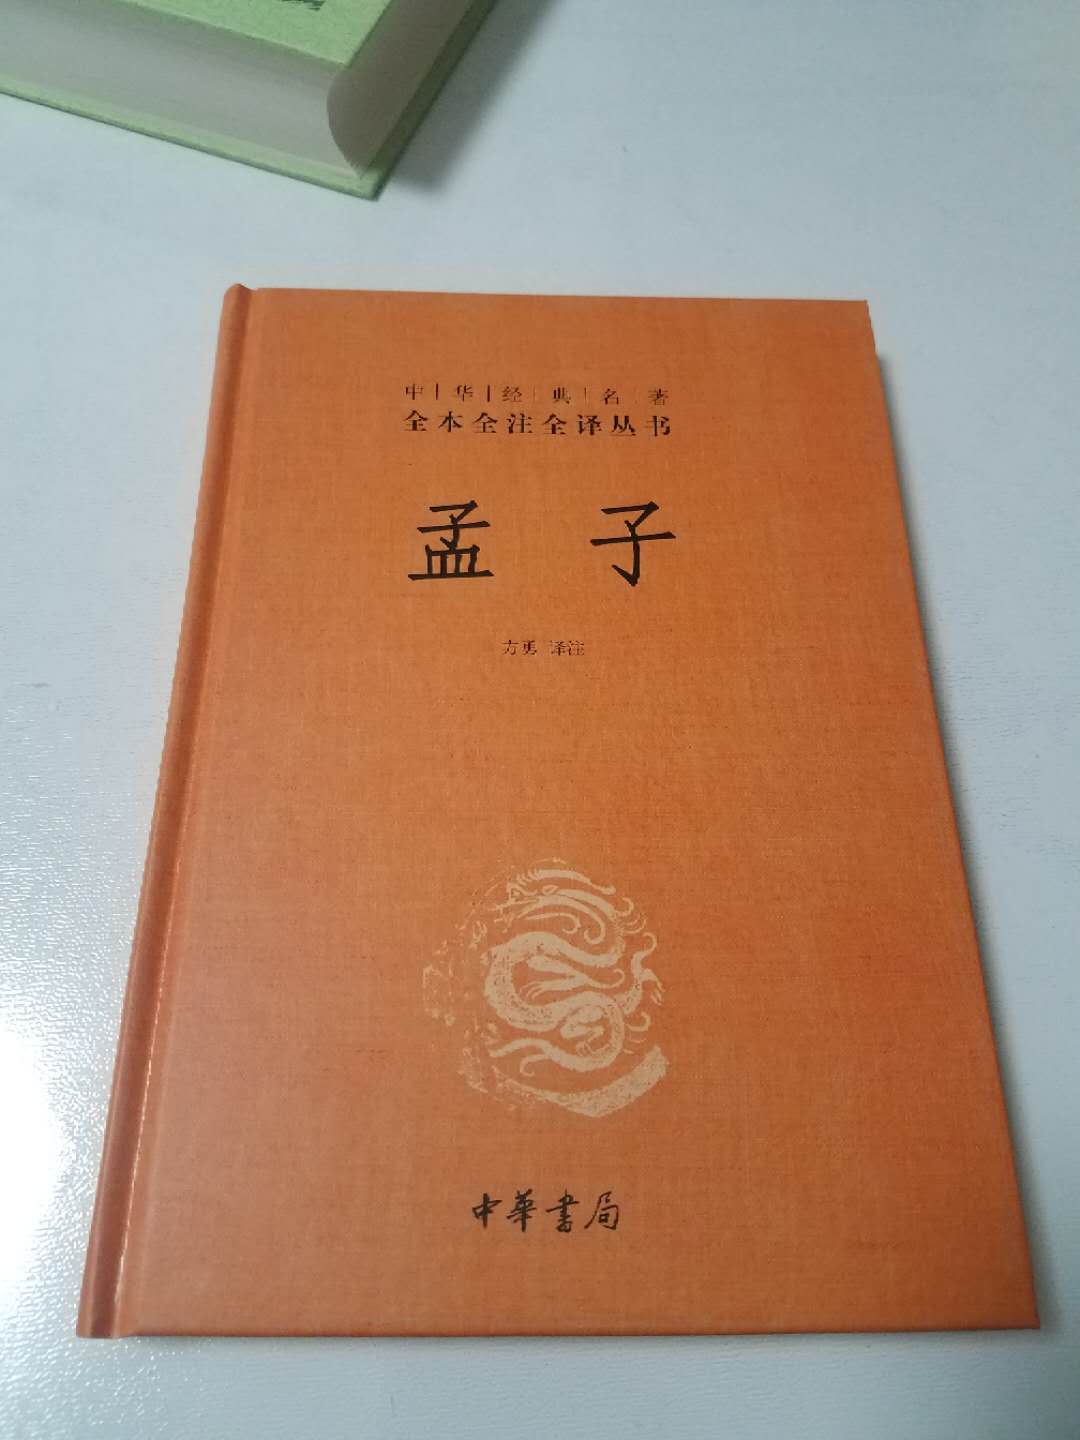 中华经典名著
全本全注全译丛书
孟子
方勇 译注
中華書局